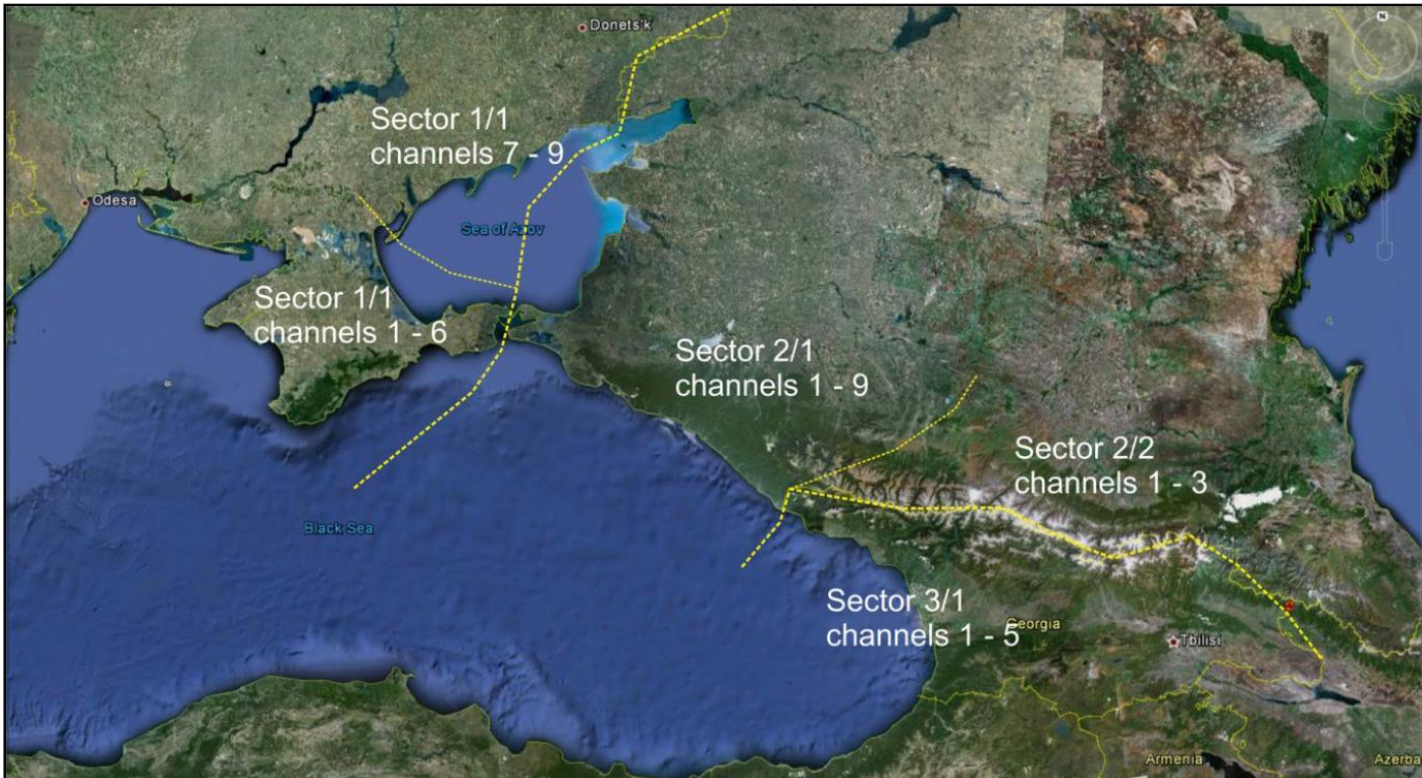 N
Donets'k
Sector 1/1
channels 7 - 9
Odesa
Sea of Azov
Sector 1/1
channels 1 - 6
Sector 2/1
channels 1 - 9
Sector 2/2
channels 1 - 3
Black Sea
Sector 3/1
channels 1 - 5
Georgia
Tbilisi
Armenia
Azerba